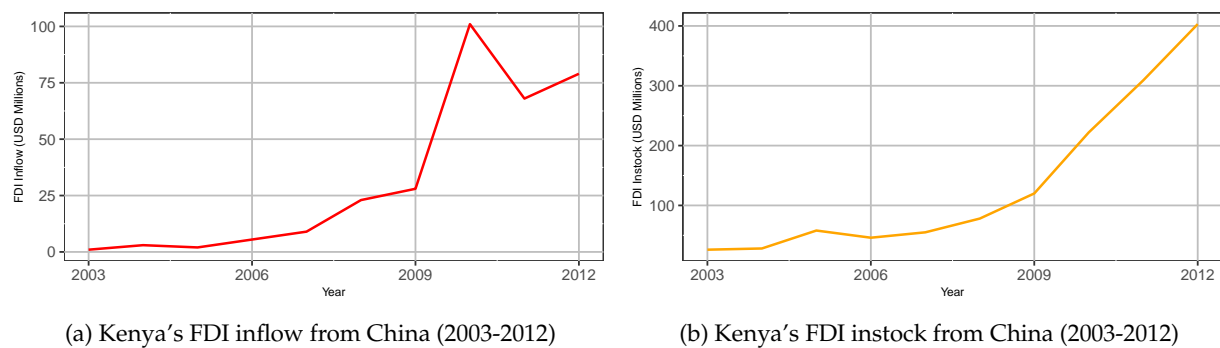 100
75
50
25
0
FDI Inflow (USD Millions)
2003
2006
2009
2012
Year
(a) Kenya's FDI inflow from China (2003-2012)
400
300
200
100
FDI Instock (USD Millions)
2003
2006
2009
2012
Year
(b) Kenya's FDI instock from China (2003-2012)